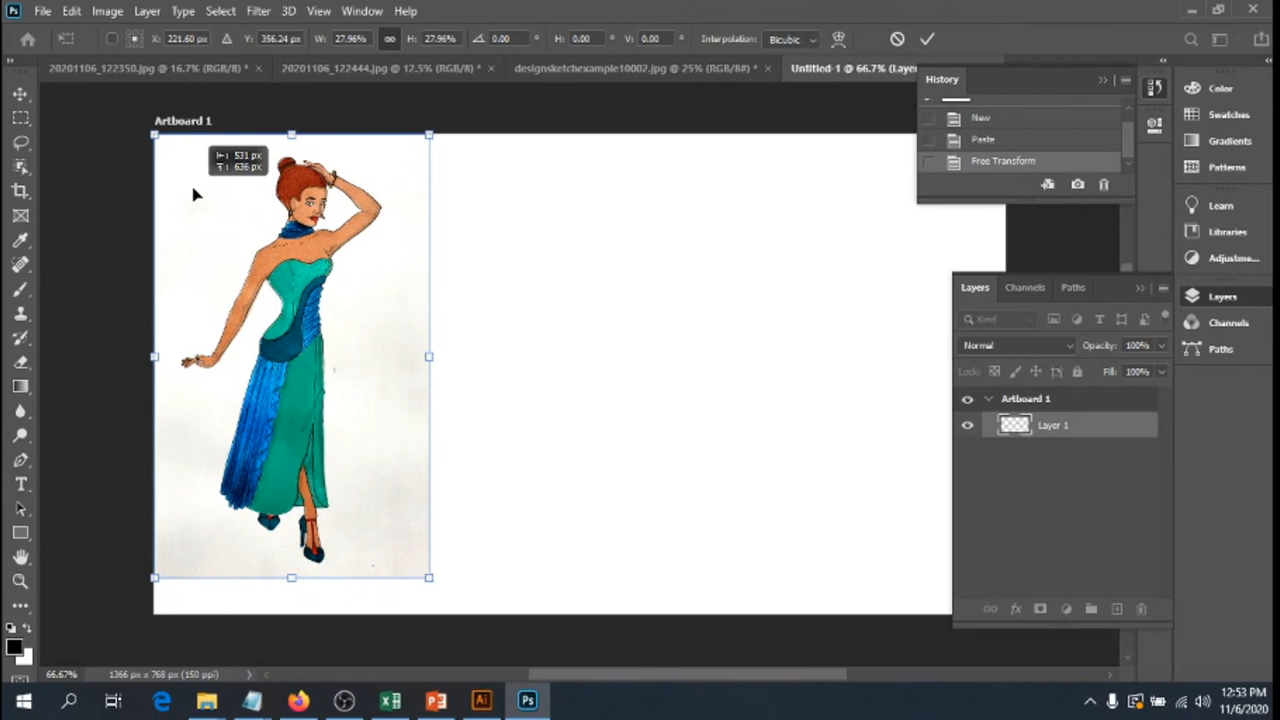 Ps File Edit Image Layer Type Select Filter 3D View Window Help
X: 221.60 px Y: 356.24 px W: 27.96% H: 27.96% 0.00 ° H: 0.00 ° V: 0.00 ° Interpolation: Bicubic
20201106_122350.jpg @ 16.7% (RGB/8) * × 20201106_122444.jpg @ 12.5% (RGB/8) * × designsketchexample10002.jpg @ 25% (RGB/8#) * × Untitled-1 @ 66.7% (Layer
History
New
Paste
Free Transform
Color
Swatches
Gradients
Patterns
Learn
Libraries
Adjustme...
Layers
Channels
Paths
Artboard 1
531 px
636 px
Layers Channels Paths
Kind
Normal Opacity: 100%
Lock: Fill: 100%
Artboard 1
Layer 1
fx
66.67% 1366 px x 768 px (150 ppi)
Ai Ps
12:53 PM
11/6/2020